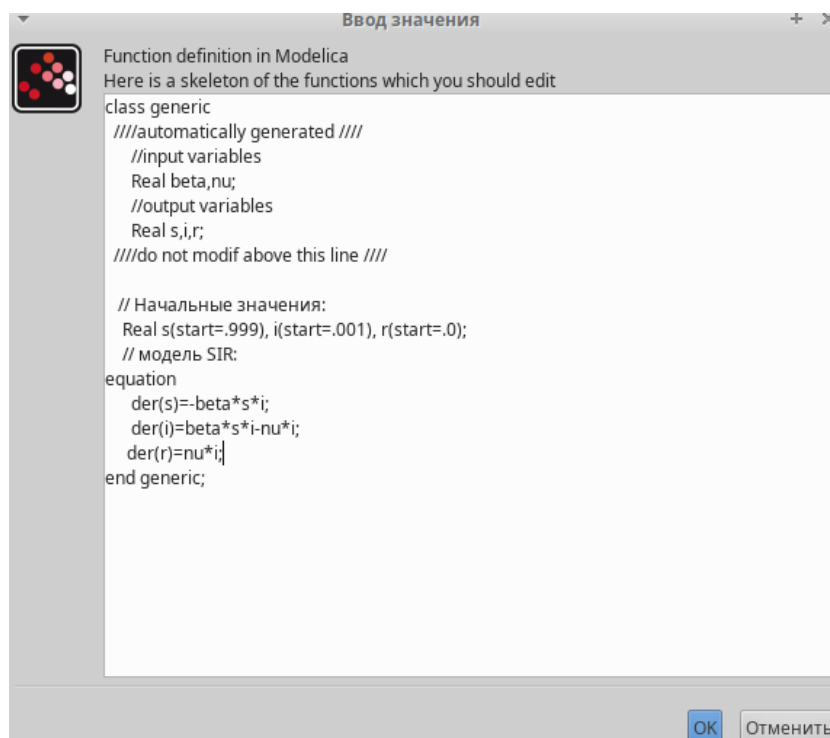 Ввод значения
Function definition in Modelica
Here is a skeleton of the functions which you should edit
class generic
////automatically generated ////
//input variables
Real beta,nu;
//output variables
Real s,i,r;
////do not modif above this line ////
// Начальные значения:
Real s(start=.999), i(start=.001), r(start=.0);
// модель SIR:
equation
der(s)=-beta*s*i;
der(i)=beta*s*i-nu*i;
der(r)=nu*i;
end generic;
OK
Отменить